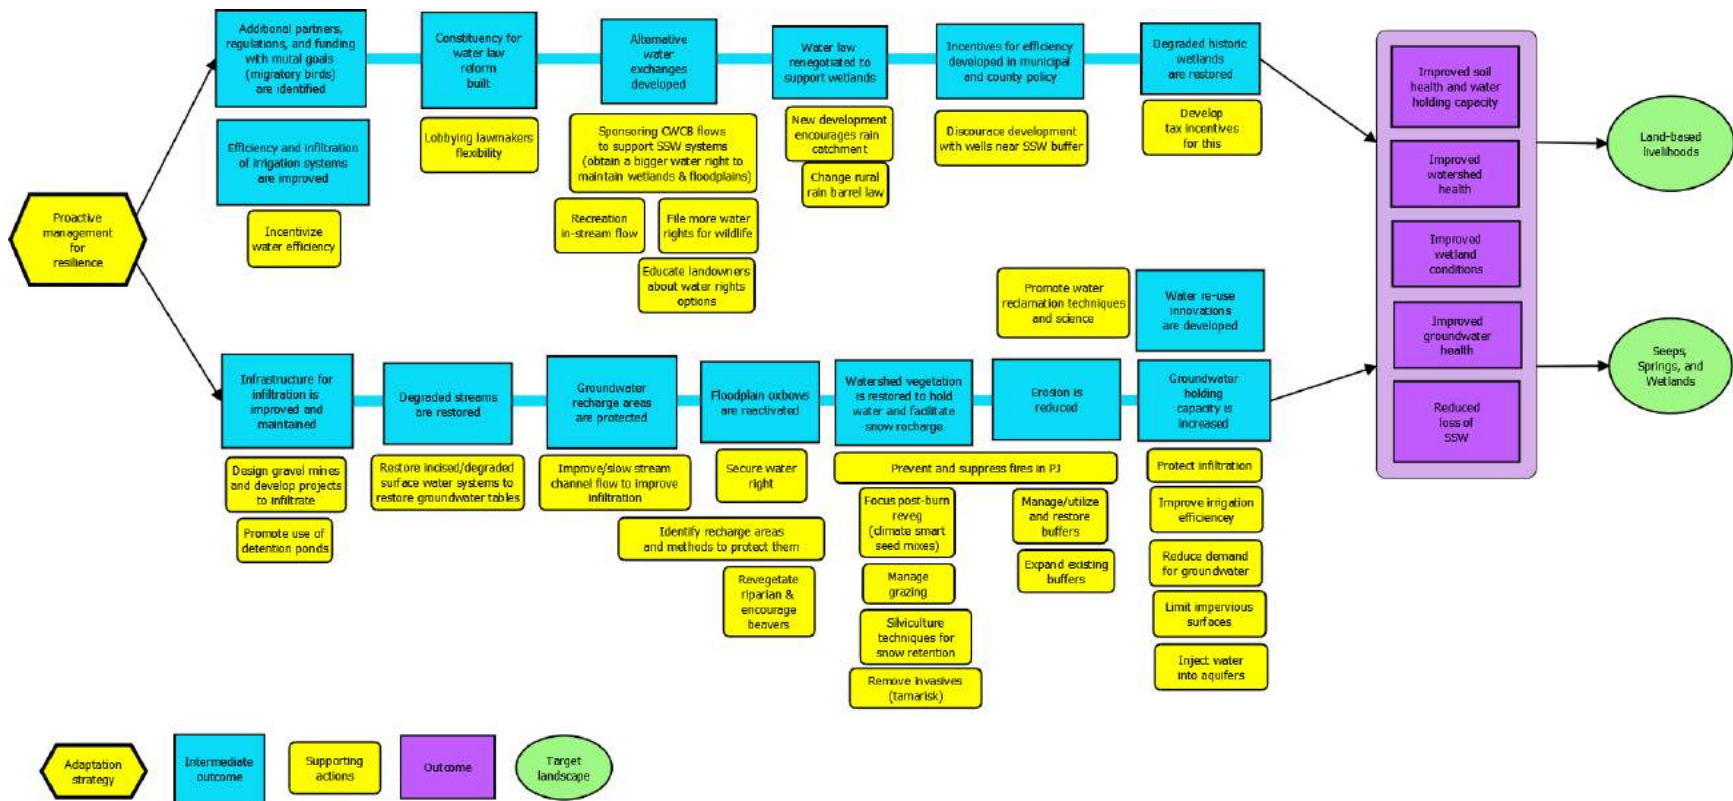 Additional partners,
regulations, and funding
with mutal goals
(migratory birds)
are identified
Constituency for
water law
reform
built
Alternative
water
exchanges
developed
Water law
renegotiated to
support wetlands
Incentives for efficiency
developed in municipal
and county policy
Degraded historic
wetlands
are restored
Efficiency and infiltration
of irrigation systems
are improved
Incentivize
water efficiency
Lobbying lawmakers
flexibility
Sponsoring CWCB flows
to support SSW systems
(obtain a bigger water right to
maintain wetlands & floodplains)
Recreation
in-stream flow
File more water
rights for wildlife
Educate landowners
about water rights
options
New development
encourages rain
catchment
Change rural
rain barrel law
Discourace development
with wells near SSW buffer
Develop
tax incentives
for this
Proactive
management
for
resilience
Promote water
reclamation techniques
and science
Water re-use
innovations
are developed
Infrastructure for
infiltration is
improved and
maintained
Degraded streams
are restored
Groundwater
recharge areas
are protected
Floodplain oxbows
are reactivated
Watershed vegetation
is restored to hold
water and facilitate
snow recharge
Erosion is
reduced
Groundwater
holding
capacity is
increased
Design gravel mines
and develop projects
to infiltrate
Promote use of
detention ponds
Restore incised/degraded
surface water systems to
restore groundwater tables
Improve/slow stream
channel flow to improve
infiltration
Secure water
right
Identify recharge areas
and methods to protect them
Revegetate
riparian &
encourage
beavers
Prevent and suppress fires in PJ
Focus post-burn
reveg
(climate smart
seed mixes)
Manage
grazing
Silviculture
techniques for
snow retention
Remove invasives
(tamarisk)
Manage/utilize
and restore
buffers
Expand existing
buffers
Protect infiltration
Improve irrigation
efficiencey
Reduce demand
for groundwater
Limit impervious
surfaces
Inject water
into aquifers
Improved soil
health and water
holding capacity
Improved
watershed
health
Improved
wetland
conditions
Improved
groundwater
health
Reduced
loss of
SSW
Land-based
livelihoods
Seeps,
Springs, and
Wetlands
Adaptation
strategy
Intermediate
outcome
Supporting
actions
Outcome
Target
landscape